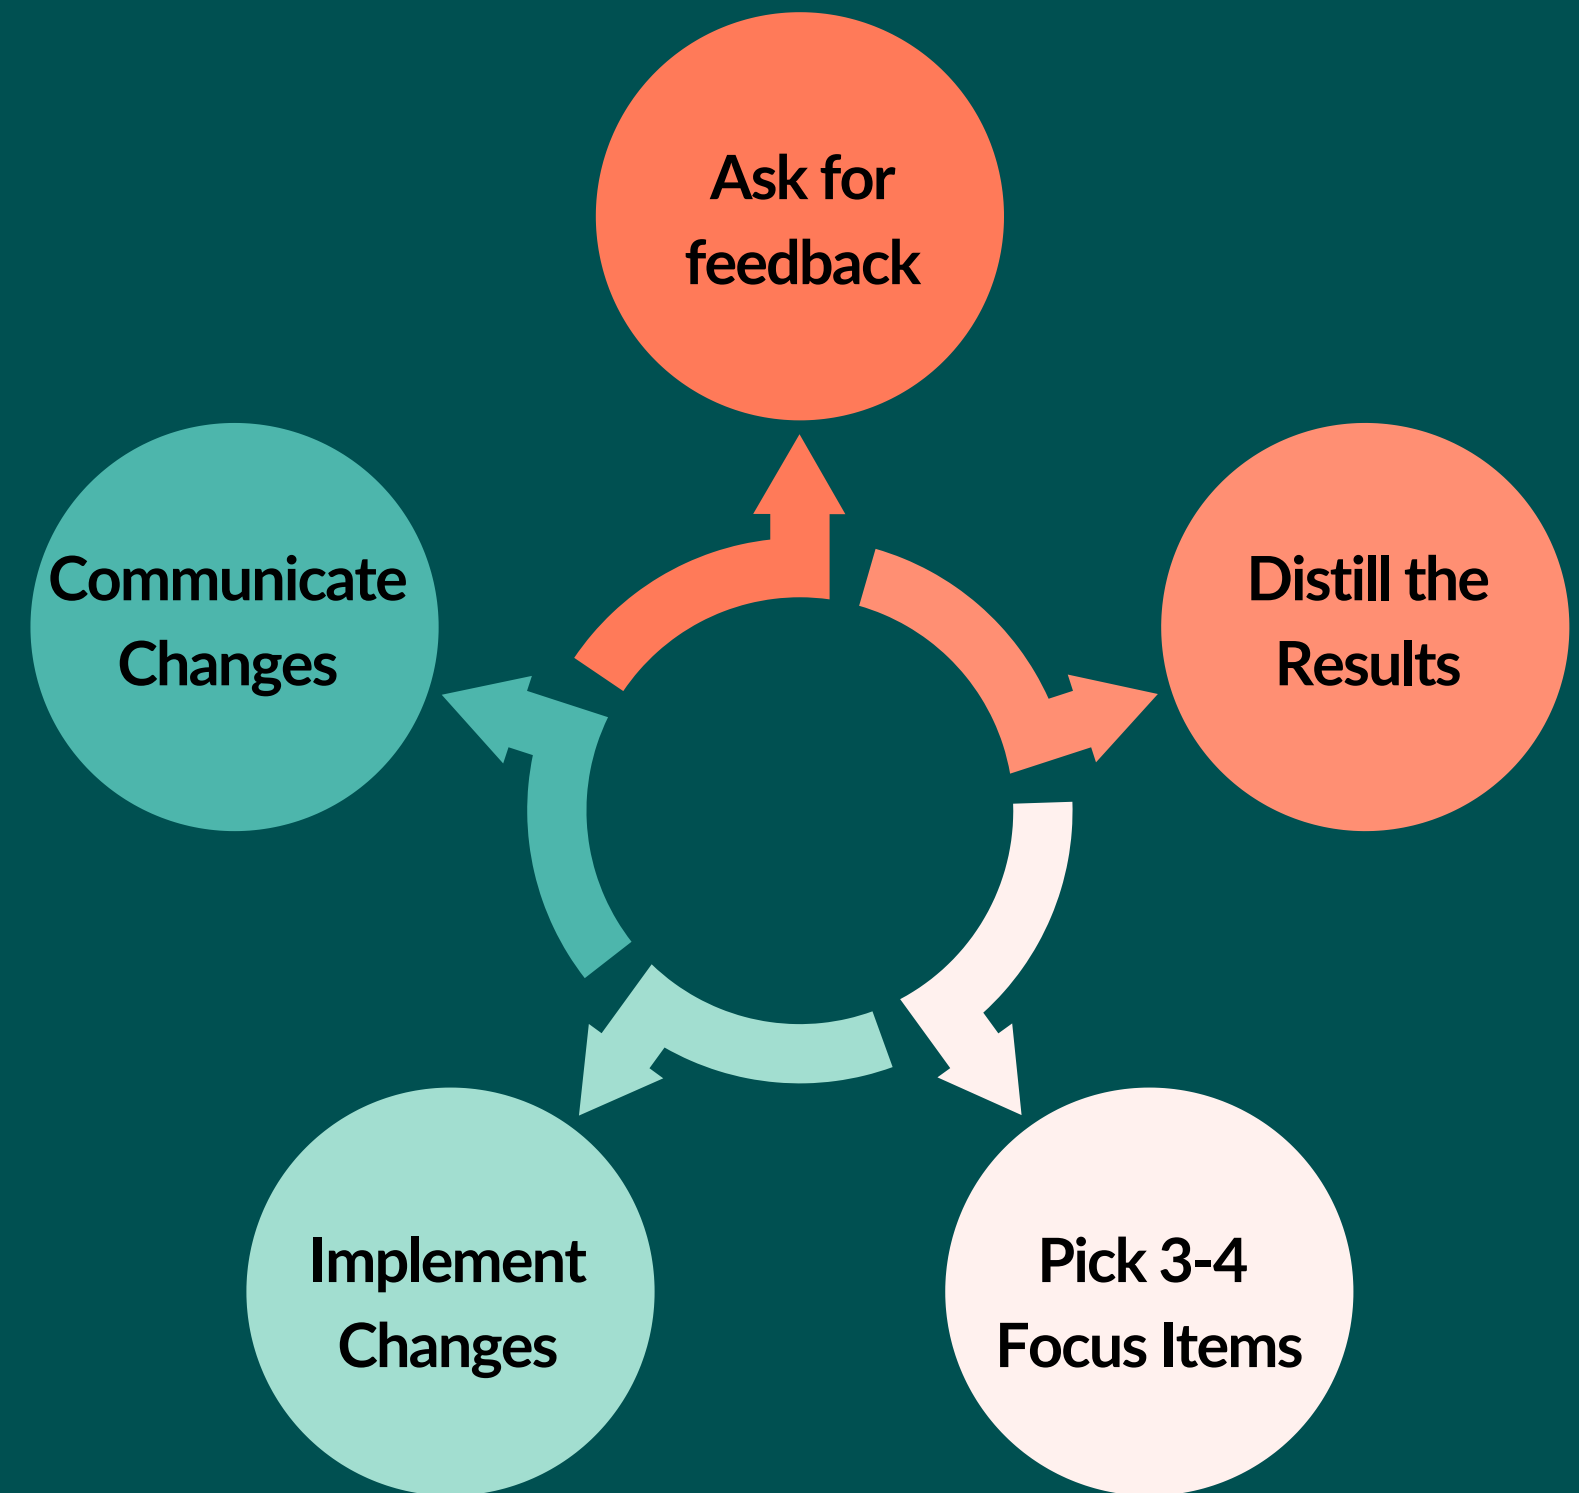 Ask for
feedback
Distill the
Results
Pick 3-4
Focus Items
Implement
Changes
Communicate
Changes